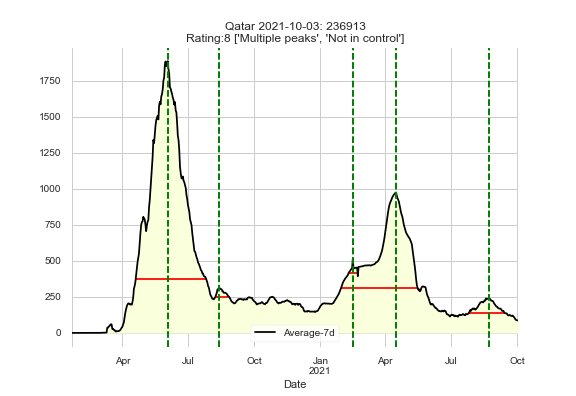 Qatar 2021-10-03: 236913
Rating:8 ['Multiple peaks', 'Not in control']
1750
1500
1250
1000
750
500
250
0
Average-7d
Apr Jul Oct Jan Apr Jul Oct
2021
Date